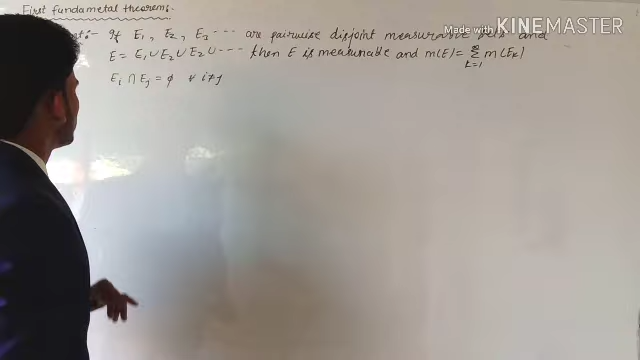 First fundametal theorem:
Made with KINEMASTER
If E₁, E₂, E₃ ··· are pairwise disjoint measurable sets and
E = E₁ ∪ E₂ ∪ E₂ ∪ ··· then E is measurable and m(E) = ∑_{k=1}^{∞} m(Eₖ)
Eᵢ ∩ Eⱼ = ϕ ∀ i≠j